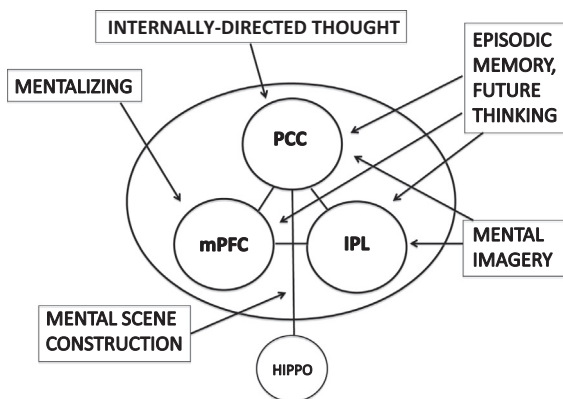 INTERNALLY-DIRECTED THOUGHT
EPISODIC
MEMORY,
FUTURE
THINKING
MENTALIZING
PCC
mPFC
IPL
MENTAL
IMAGERY
MENTAL SCENE
CONSTRUCTION
HIPPO